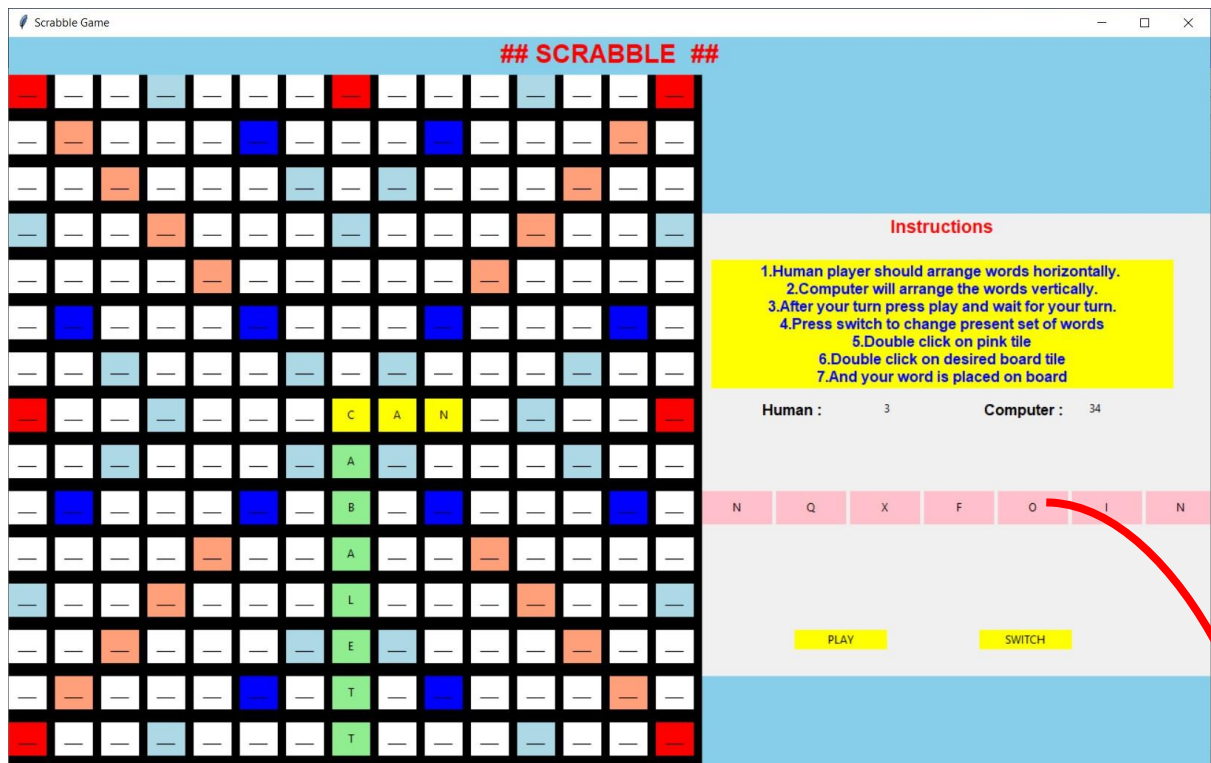 Scrabble Game
## SCRABBLE ##
Instructions
1.Human player should arrange words horizontally.
2.Computer will arrange the words vertically.
3.After your turn press play and wait for your turn.
4.Press switch to change present set of words
5.Double click on pink tile
6.Double click on desired board tile
7.And your word is placed on board
C A N
Human : 3 Computer : 34
A
B
N Q X F O I N
A
L
E
PLAY SWITCH
T
T